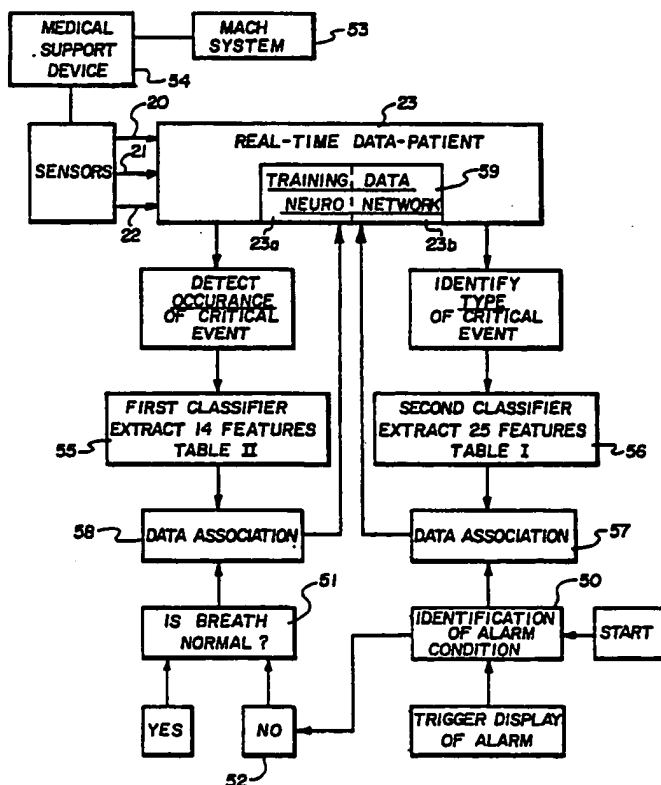 MEDICAL
SUPPORT
DEVICE
54
MACH
SYSTEM
53
20
21
22
SENSORS
23
REAL-TIME DATA-PATIENT
TRAINING DATA
NEURO NETWORK
59
23a
23b
DETECT
OCCURANCE
OF CRITICAL
EVENT
IDENTIFY
TYPE
OF CRITICAL
EVENT
FIRST CLASSIFIER
EXTRACT 14 FEATURES
TABLE II
55
SECOND CLASSIFIER
EXTRACT 25 FEATURES
TABLE I
56
58
DATA ASSOCIATION
DATA ASSOCIATION
57
51
IS BREATH
NORMAL ?
50
IDENTIFICATION
OF ALARM
CONDITION
START
YES
NO
52
TRIGGER DISPLAY
OF ALARM